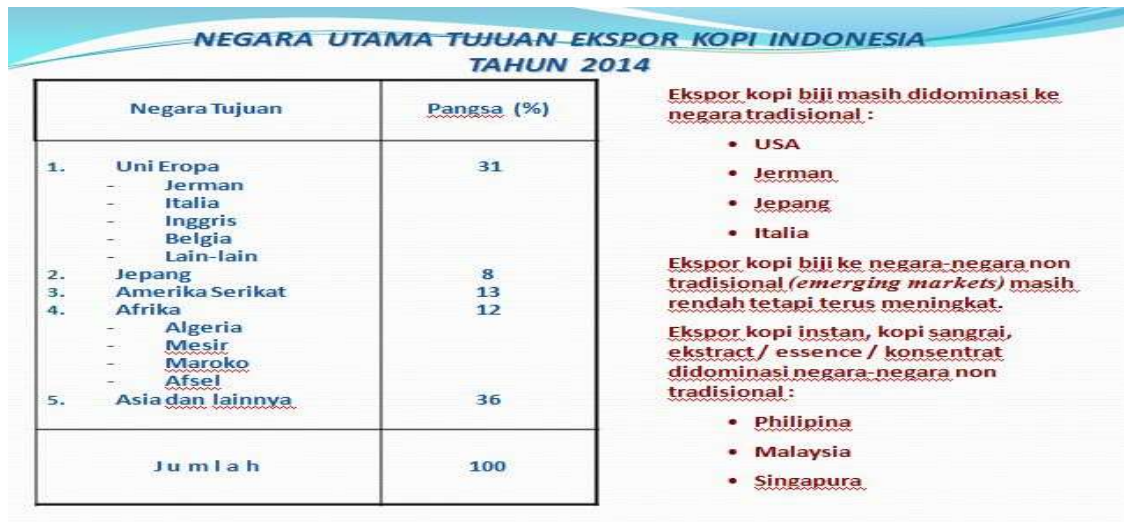 NEGARA UTAMA TUJUAN EKSPOR KOPI INDONESIA
TAHUN 2014
Negara Tujuan Pangsa (%)
1. Uni Eropa 31
- Jerman
- Italia
- Inggris
- Belgia
- Lain-lain
2. Jepang 8
3. Amerika Serikat 13
4. Afrika 12
- Algeria
- Mesir
- Maroko
- Afsel
5. Asia dan lainnya 36
J u m l a h 100
Ekspor kopi biji masih didominasi ke
negara tradisional :
• USA
• Jerman
• Jepang
• Italia
Ekspor kopi biji ke negara-negara non
tradisional (emerging markets) masih
rendah tetapi terus meningkat.
Ekspor kopi instan, kopi sangrai,
ekstract / essence / konsentrat
didominasi negara-negara non
tradisional :
• Philipina
• Malaysia
• Singapura